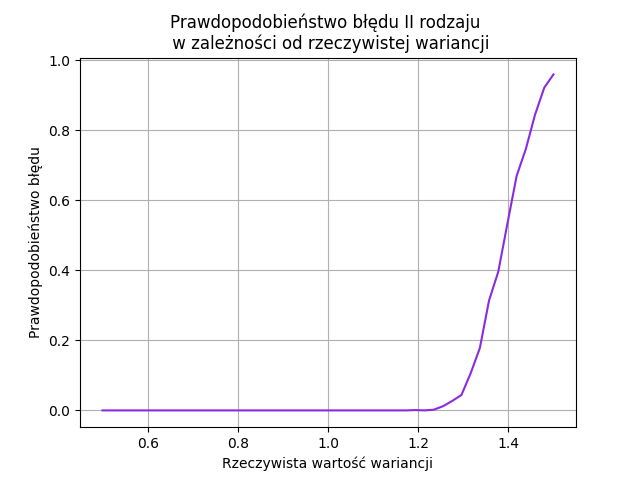 Prawdopodobieństwo błędu II rodzaju
w zależności od rzeczywistej wariancji
Prawdopodobieństwo błędu
1.0
0.8
0.6
0.4
0.2
0.0
0.6 0.8 1.0 1.2 1.4
Rzeczywista wartość wariancji